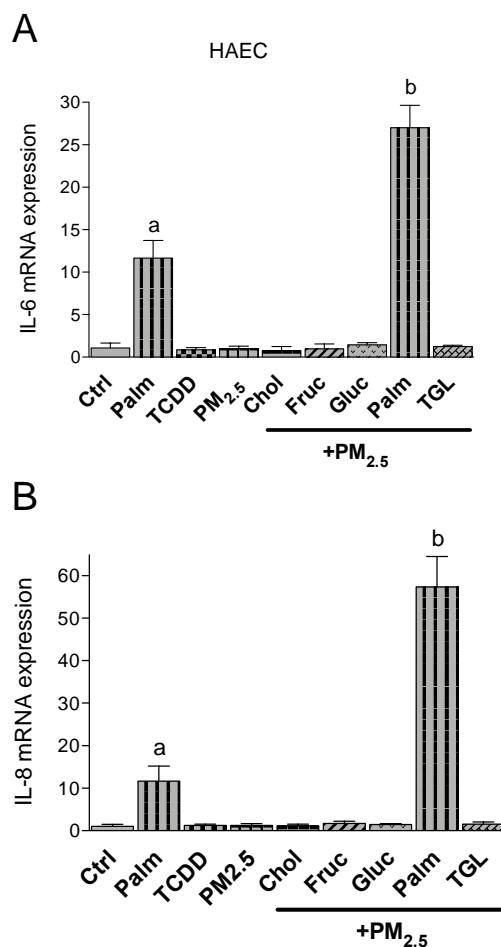 A
HAEC
IL-6 mRNA expression
30
25
20
15
10
5
0
a
b
Ctrl
Palm
TCDD
PM2.5
Chol
Fruc
Gluc
Palm
TGL
+PM2.5
B
IL-8 mRNA expression
60
50
40
30
20
10
0
a
b
Ctrl
Palm
TCDD
PM2.5
Chol
Fruc
Gluc
Palm
TGL
+PM2.5